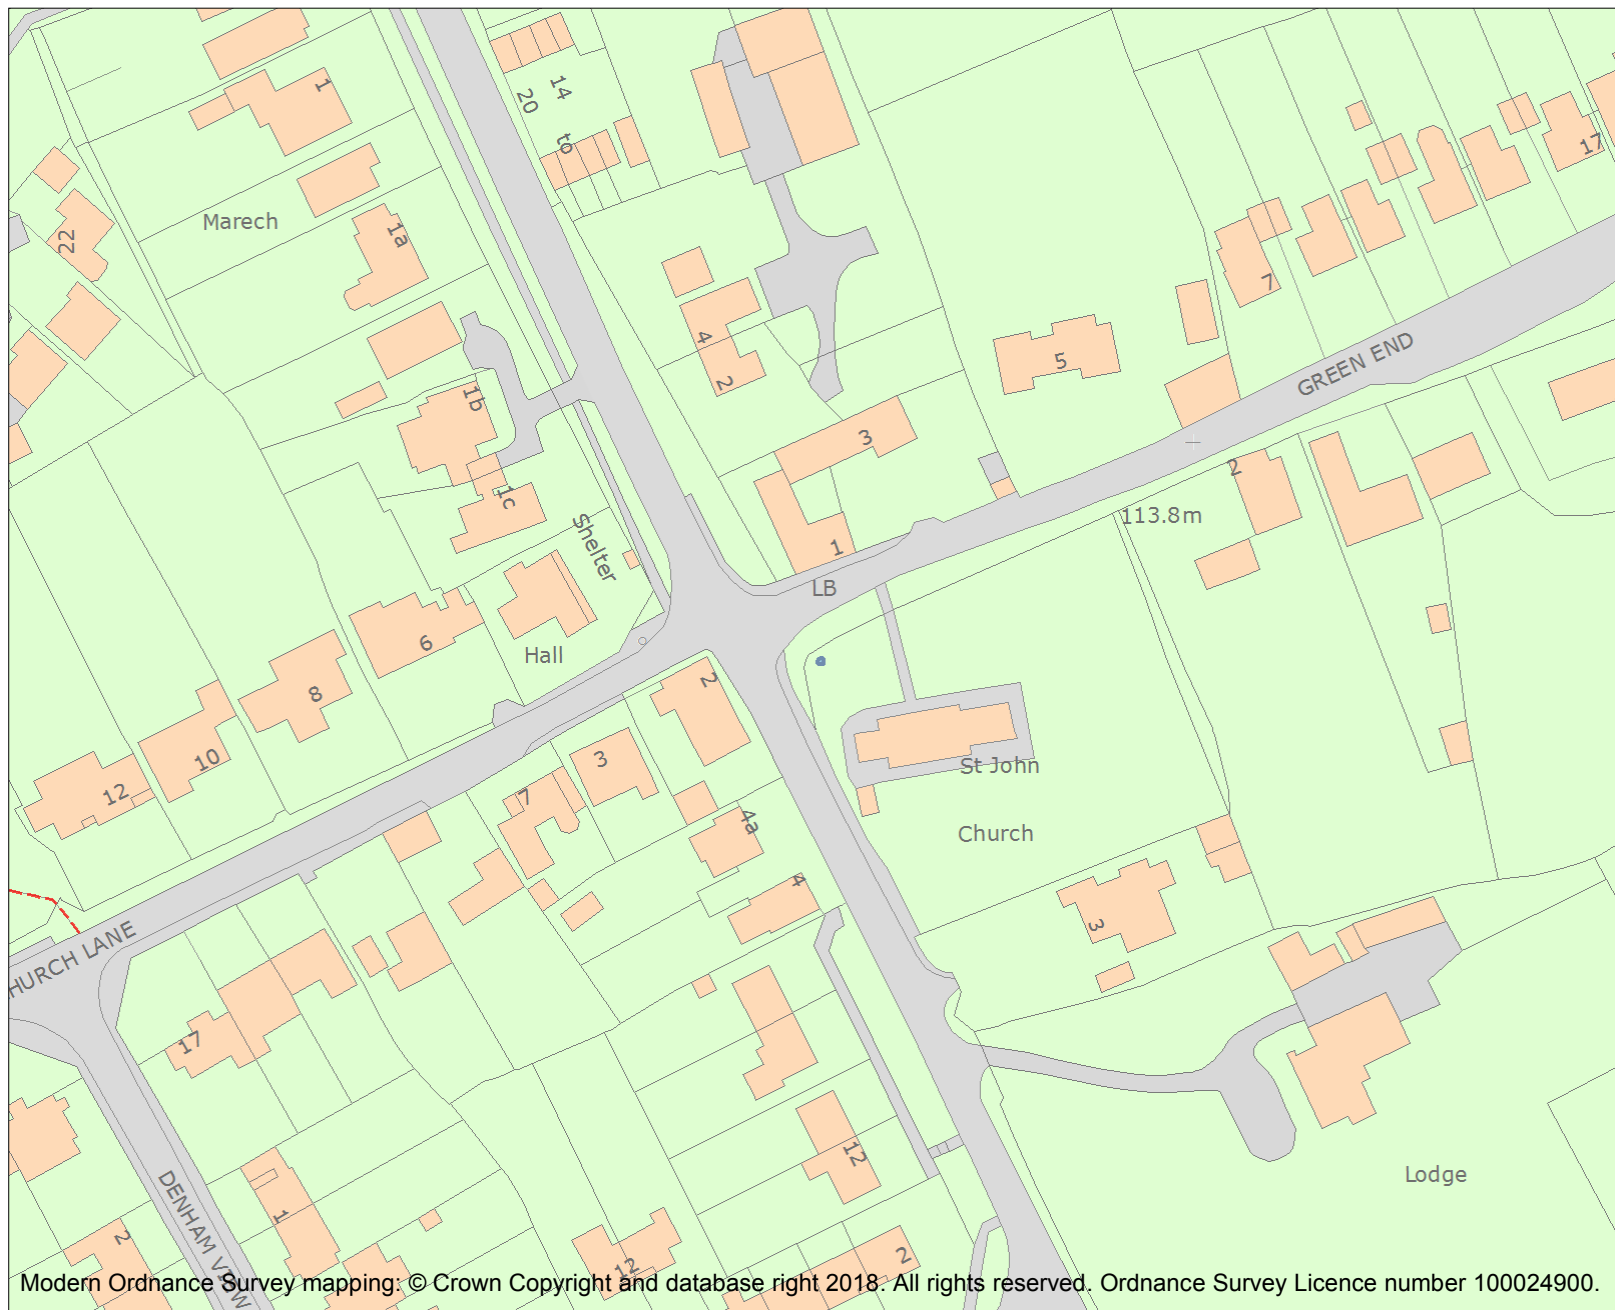 1
14
20
to
17
Marech
22
1a
7
4
2
5
GREEN END
1b
3
1c
2
113.8m
Shelter
1
LB
6
Hall
2
8
3
10
St John
12
7
4a
Church
4
3
HURCH LANE
17
12
Lodge
1
DENHAM VIEW
2
12
2
Modern Ordnance Survey mapping: © Crown Copyright and database right 2018. All rights reserved. Ordnance Survey Licence number 100024900.